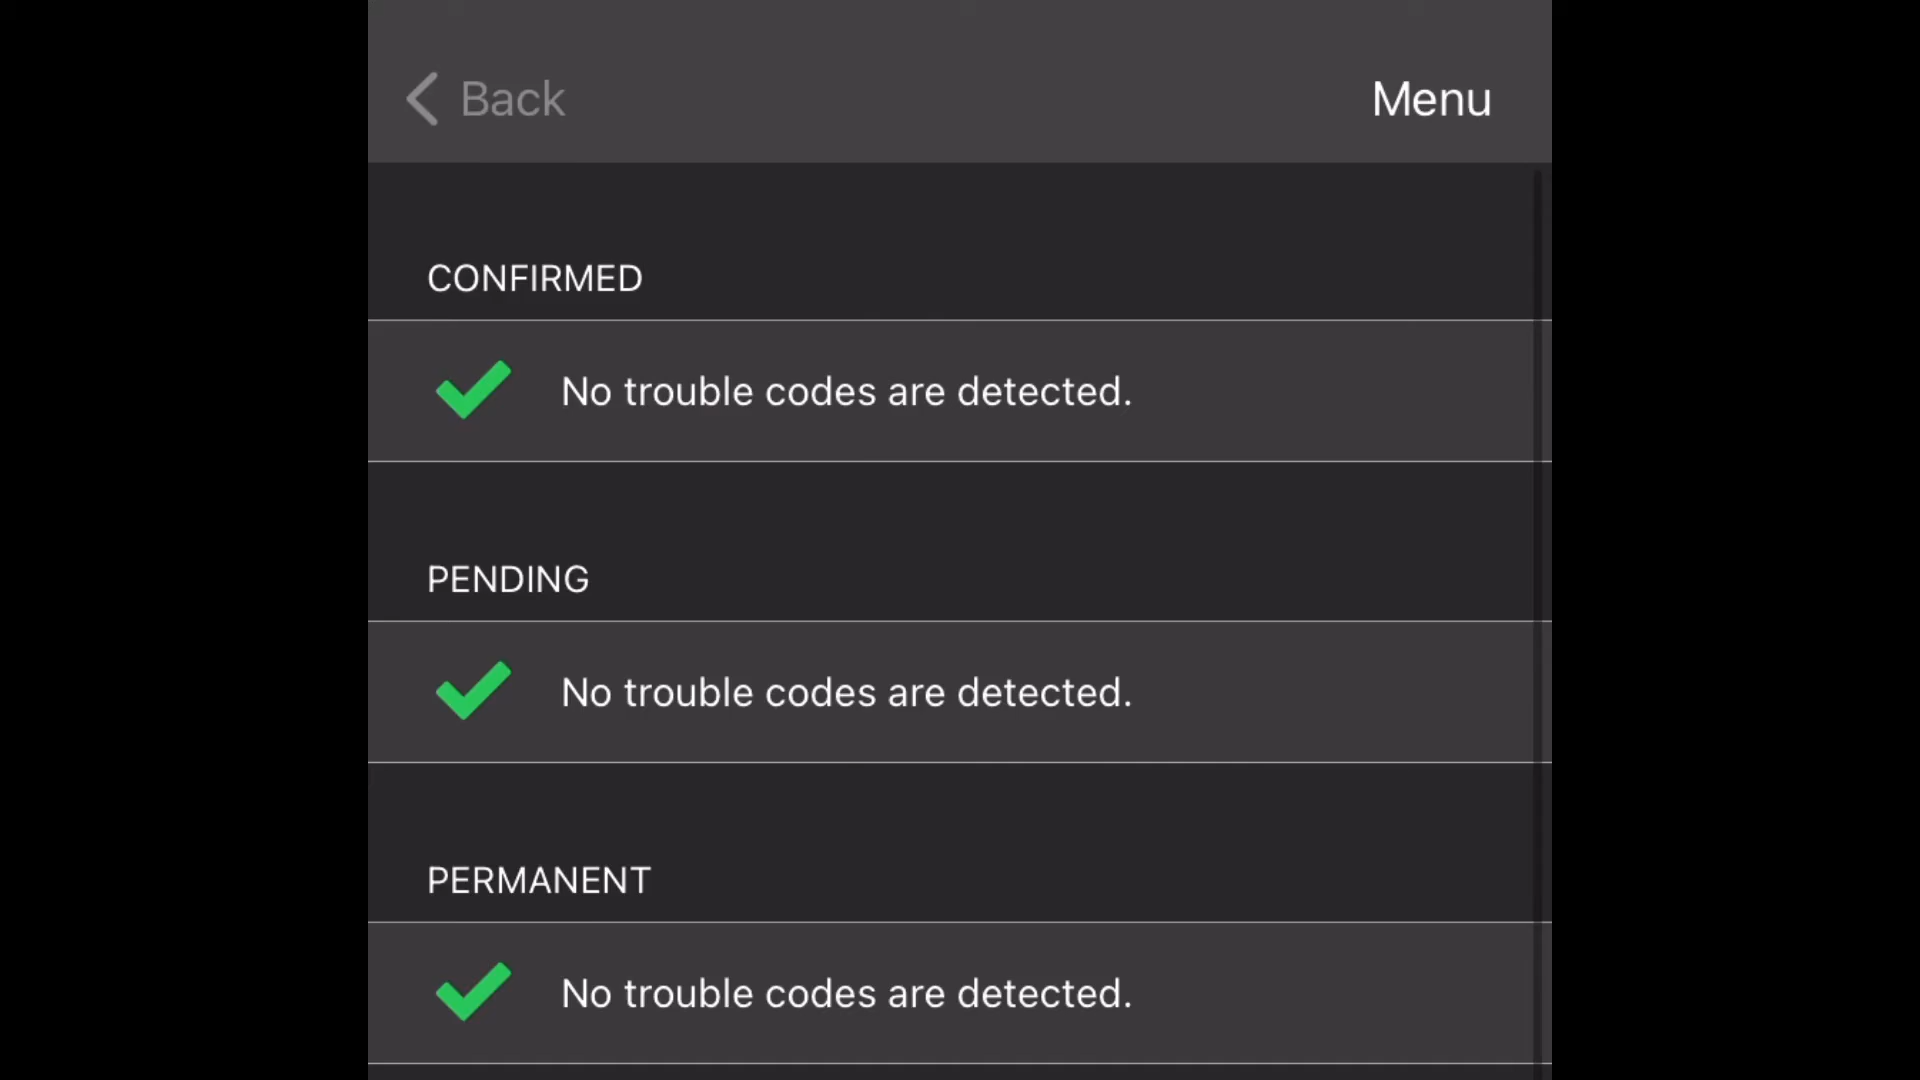 Back
Menu
CONFIRMED
No trouble codes are detected.
PENDING
No trouble codes are detected.
PERMANENT
No trouble codes are detected.